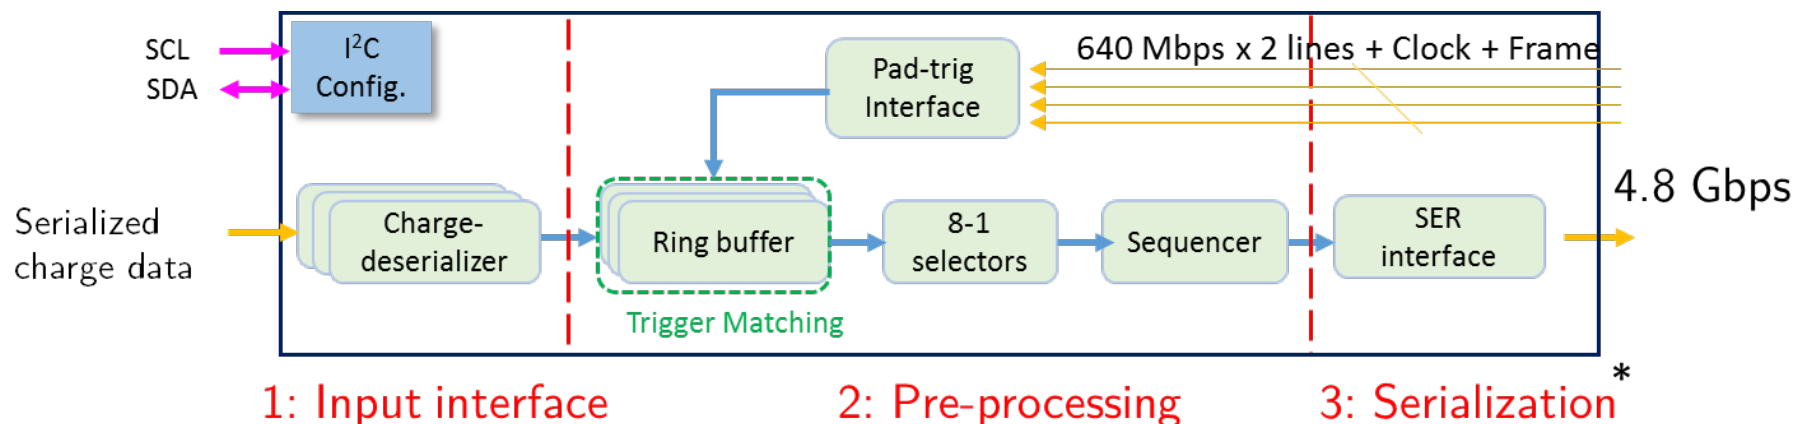 SCL
SDA
I²C
Config.
Pad-trig
Interface
640 Mbps x 2 lines + Clock + Frame
Serialized
charge data
Charge-
deserializer
Ring buffer
8-1
selectors
Sequencer
SER
interface
4.8 Gbps
Trigger Matching
1: Input interface
2: Pre-processing
3: Serialization*